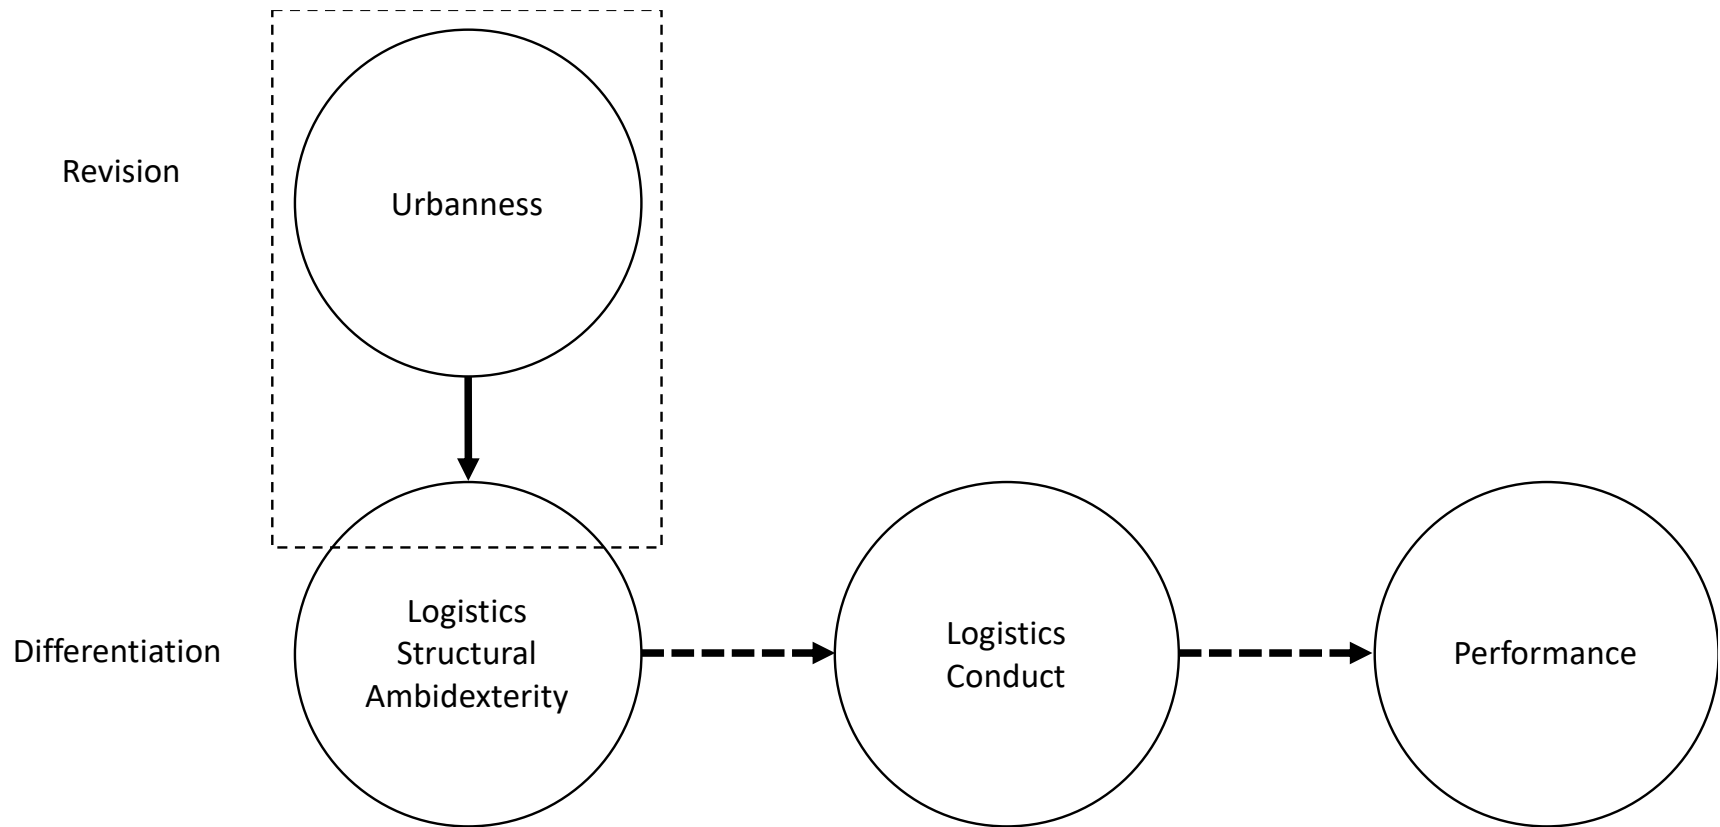 Revision
Urbanness
Differentiation
Logistics
Structural
Ambidexterity
Logistics
Conduct
Performance